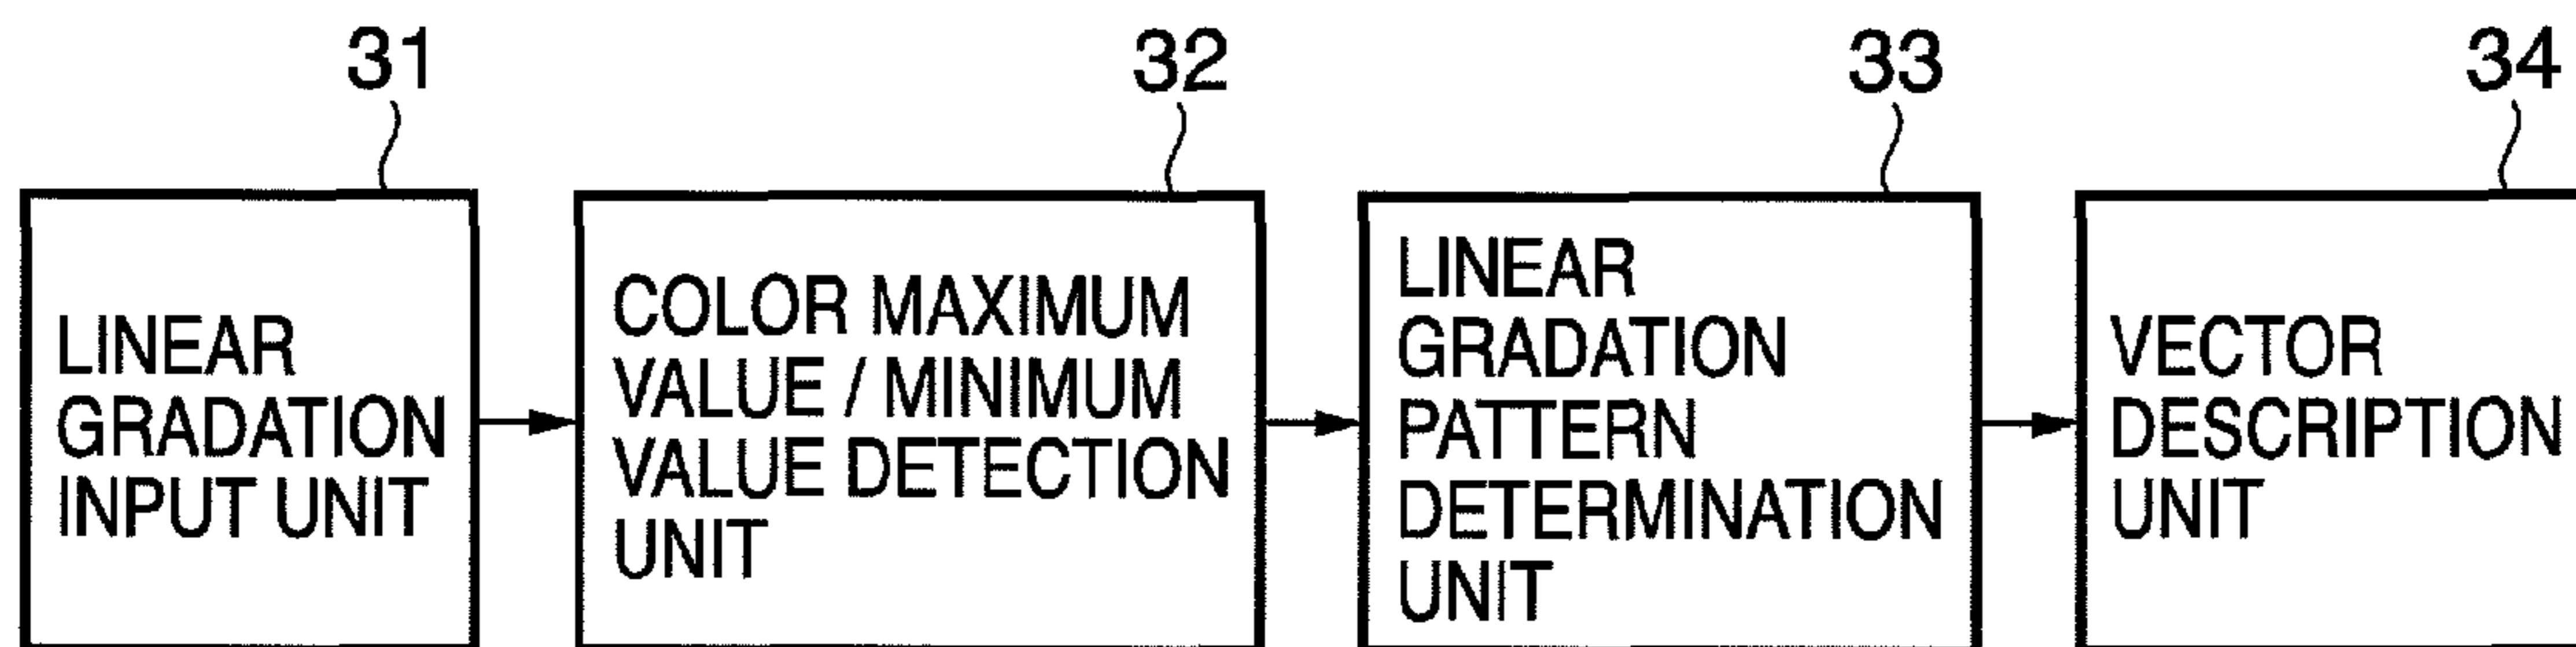 31
32
33
34
LINEAR
GRADATION
INPUT UNIT
COLOR MAXIMUM
VALUE / MINIMUM
VALUE DETECTION
UNIT
LINEAR
GRADATION
PATTERN
DETERMINATION
UNIT
VECTOR
DESCRIPTION
UNIT